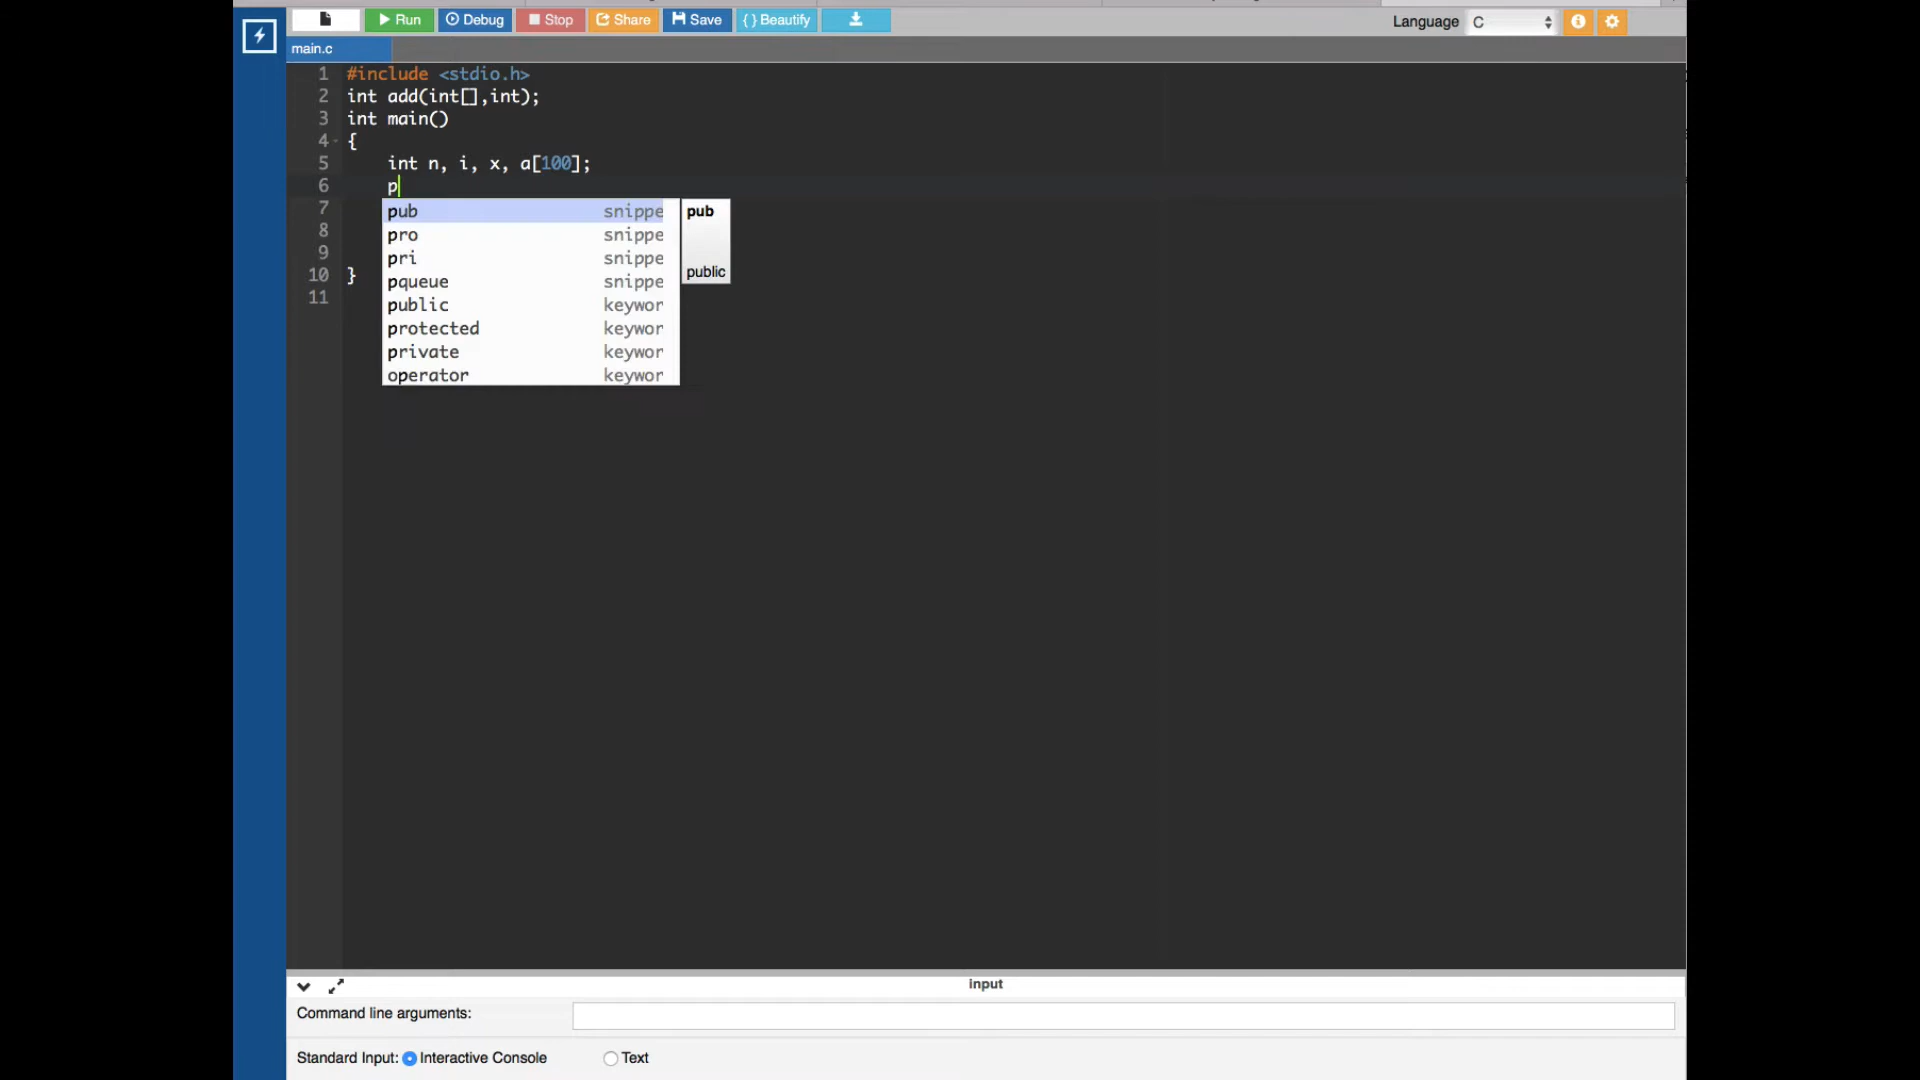 Run Debug Stop Share Save { } Beautify Language C
main.c
1 #include <stdio.h>
2 int add(int[],int);
3 int main()
4 {
5 int n, i, x, a[100];
6 p
7
8
9
10 }
11
pub snippe
pro snippe
pri snippe
pqueue snippe
public keywor
protected keywor
private keywor
operator keywor
pub
public
input
Command line arguments:
Standard Input: Interactive Console Text